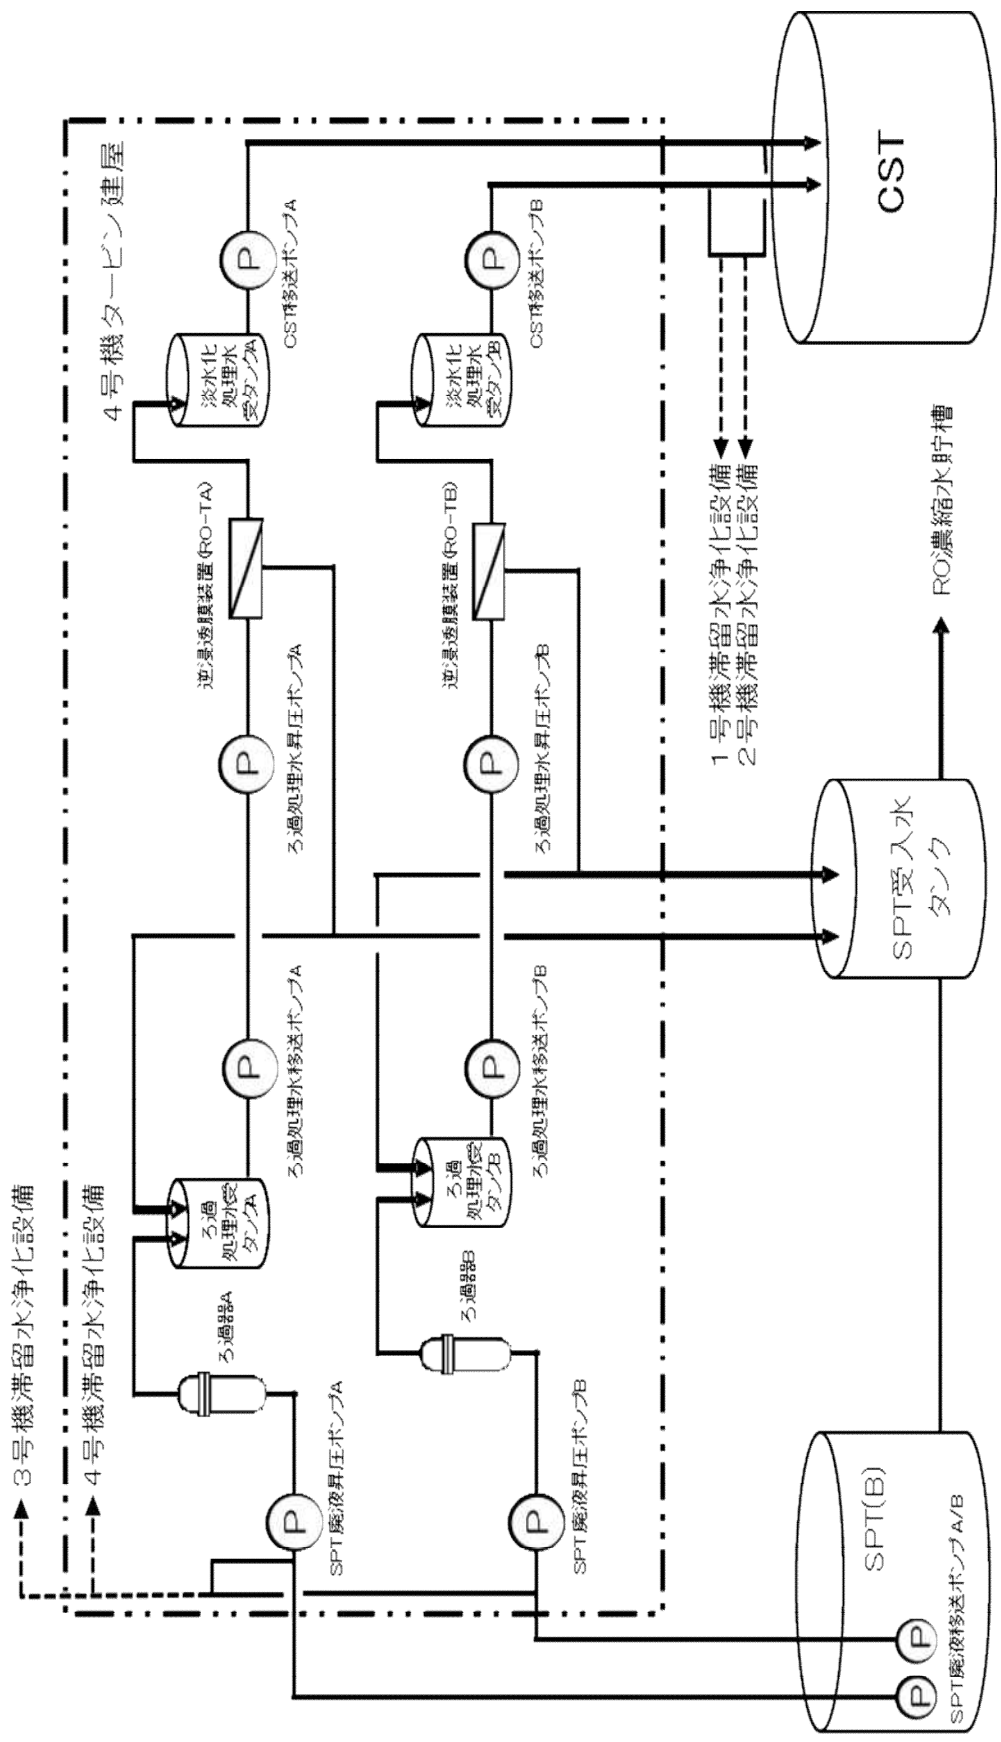 4号機タービン建屋
3号機滞留水浄化設備
4号機滞留水浄化設備
P
SPT廃液昇圧ポンプA
ろ過器A
ろ過
処理水受
タンクA
P
ろ過処理水移送ポンプA
P
ろ過処理水昇圧ポンプA
逆浸透膜装置(RO-TA)
淡水化
処理水
受タンクA
P
CST移送ポンプA
P
SPT廃液昇圧ポンプB
ろ過器B
ろ過
処理水受
タンクB
P
ろ過処理水移送ポンプB
P
ろ過処理水昇圧ポンプB
逆浸透膜装置(RO-TB)
淡水化
処理水
受タンクB
P
CST移送ポンプB
1号機滞留水浄化設備
2号機滞留水浄化設備
SPT(B)
P
P
SPT廃液移送ポンプA/B
SPT受入水
タンク
RO濃縮水貯槽
CST